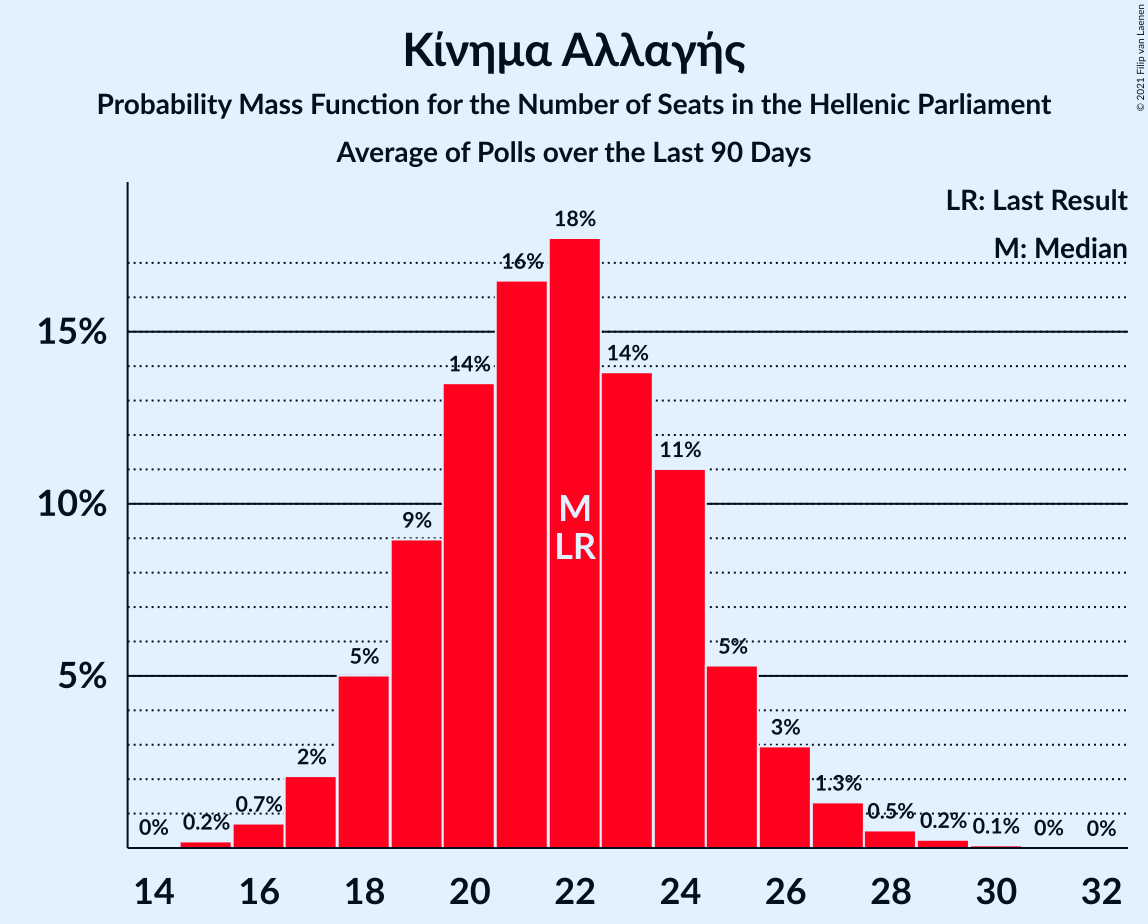 Κίνημα Αλλαγής
Probability Mass Function for the Number of Seats in the Hellenic Parliament
Average of Polls over the Last 90 Days
© 2021 Filip van Laenen
LR: Last Result
M: Median
18%
16%
15%
14%
14%
11%
10%
M
9%
LR
5%
5%
5%
3%
2%
1.3%
0.7%
0.5%
0% 0.2% 0.2% 0.1% 0% 0%
14 16 18 20 22 24 26 28 30 32